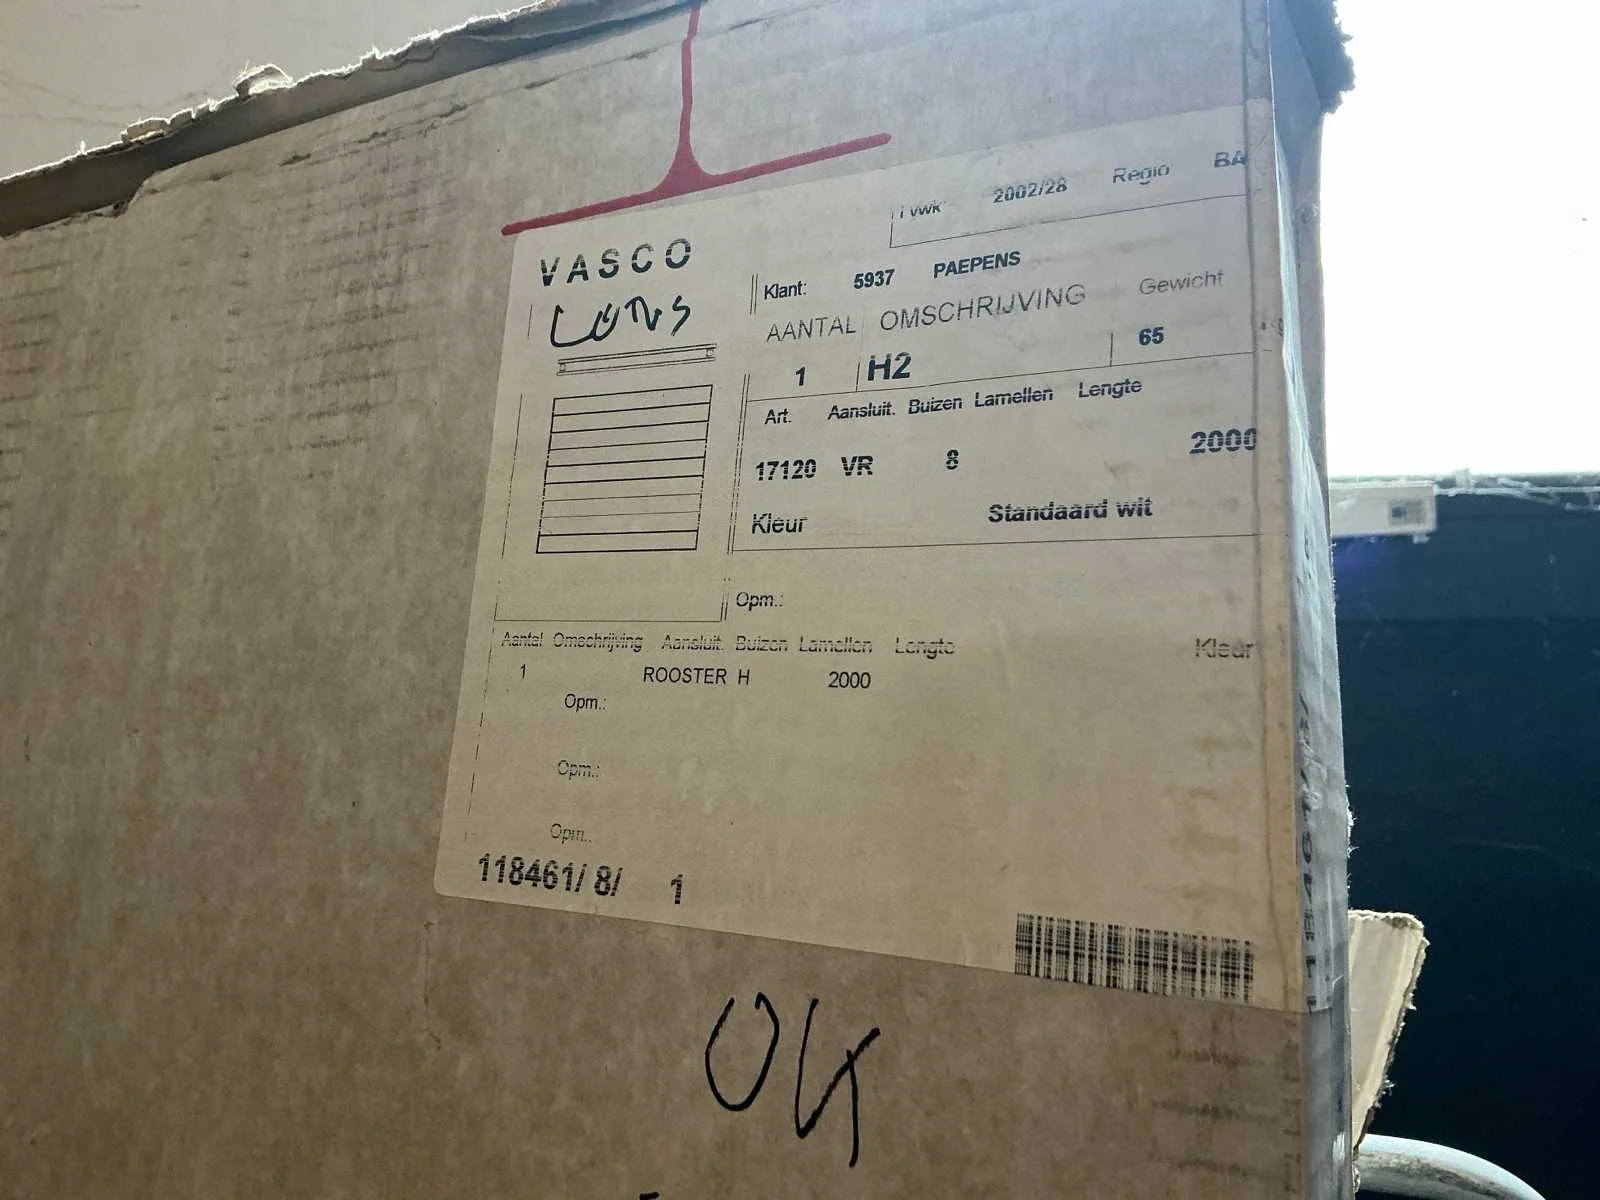 2002/28 Regio BA
VASCO
Klant: 5937 PAEPENS
AANTAL OMSCHRIJVING Gewicht
1 H2 65
Art. Aansluit. Buizen Lamellen Lengte
17120 VR 8 2000
Kleur Standaard wit
Opm.:
Aantal Omschrijving Aansluit. Buizen Lamellen Lengte Kleur
1 ROOSTER H 2000
Opm.:
Opm.:
Opm..
118461/ 8/ 1
OK